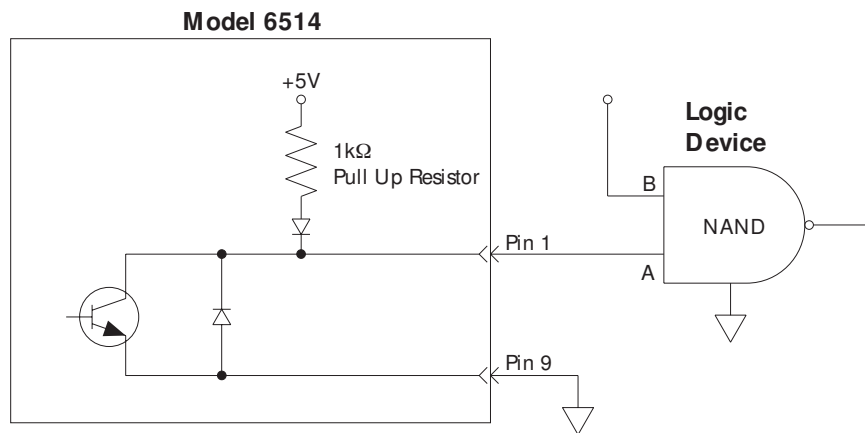 Model 6514
+5V
1kΩ
Pull Up Resistor
Logic
Device
B
NAND
Pin 1
A
Pin 9